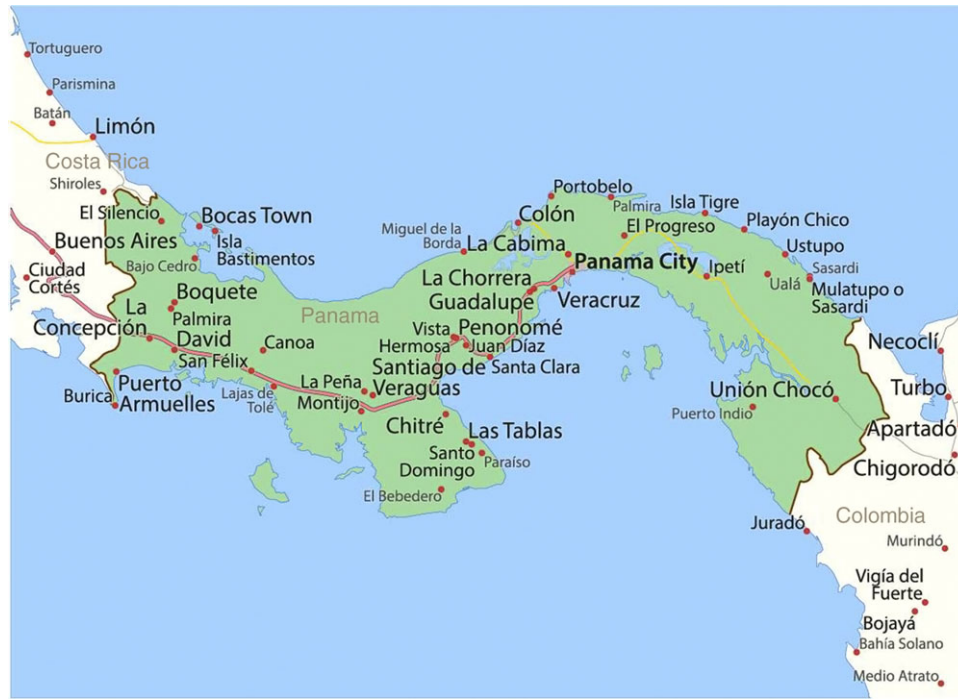 Tortuguero
Parismina
Batán
Limón
Costa Rica
Shiroles
El Silencio
Bocas Town
Buenos Aires
Isla
Bastimentos
Bajo Cedro
Ciudad
Cortés
Boquete
La
Concepción
Palmira
David
San Félix
Canoa
Panama
Puerto
Armuelles
Burica
Lajas de
Tolé
La Peña
Montijo
Santiago de
Veragüas
Vista
Hermosa
Penonomé
Juan Díaz
Santa Clara
Chitré
Las Tablas
Santo
Domingo
Paraíso
El Bebedero
Miguel de la
Borda
La Cabima
Colón
Portobelo
Palmira
El Progreso
Isla Tigre
Playón Chico
Ustupo
Sasardi
Mulatupo o
Sasardi
Ualá
Ipetí
Panama City
La Chorrera
Guadalupe
Veracruz
Unión Chocó
Puerto Indio
Necoclí
Turbo
Apartadó
Chigorodó
Juradó
Colombia
Murindó
Vigía del
Fuerte
Bojayá
Bahía Solano
Medio Atrato